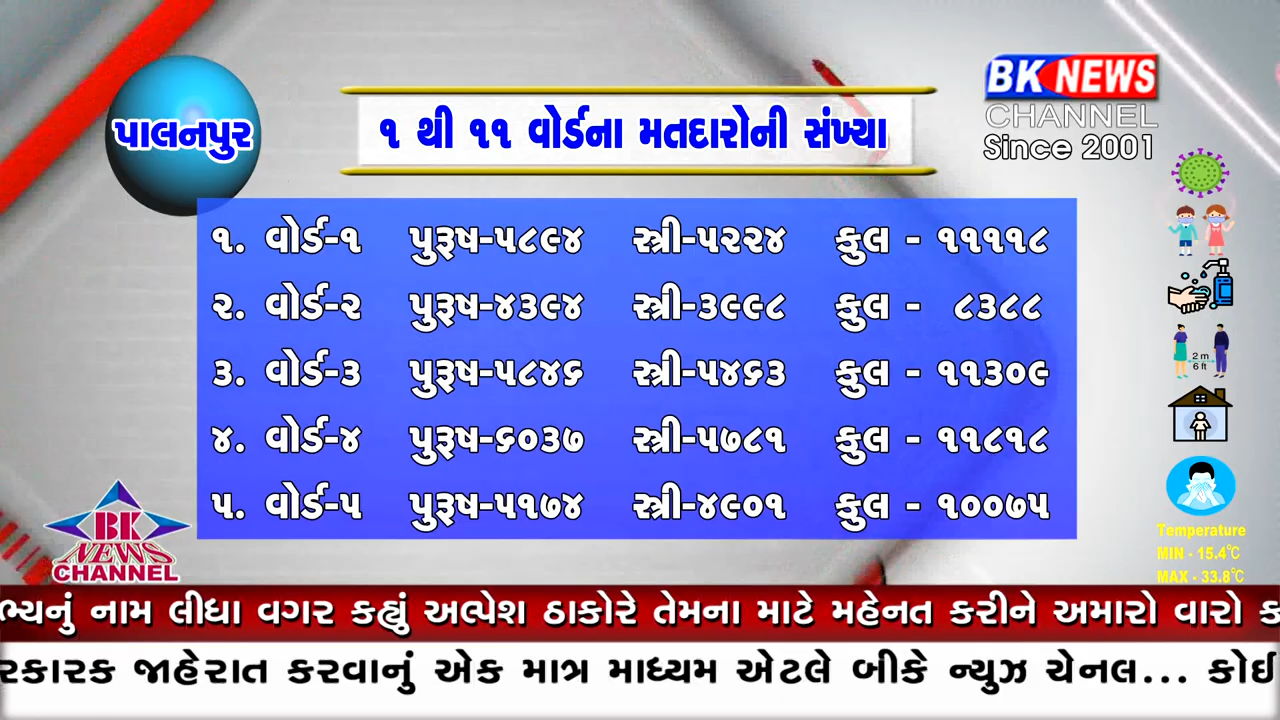 પાલનપુર
૧ થી ૧૧ વોર્ડના મતદારોની સંખ્યા
BK NEWS
CHANNEL
Since 2001
૧. વોર્ડ-૧ પુરૂષ-૫૮૯૪ સ્ત્રી-૫૨૨૪ કુલ - ૧૧૧૧૮
૨. વોર્ડ-૨ પુરૂષ-૪૩૯૪ સ્ત્રી-૩૯૯૮ કુલ - ૮૩૮૮
૩. વોર્ડ-૩ પુરૂષ-૫૮૪૬ સ્ત્રી-૫૪૬૩ કુલ - ૧૧૩૦૯
૪. વોર્ડ-૪ પુરૂષ-૬૦૩૭ સ્ત્રી-૫૭૮૧ કુલ - ૧૧૮૧૮
૫. વોર્ડ-૫ પુરૂષ-૫૧૭૪ સ્ત્રી-૪૯૦૧ કુલ - ૧૦૦૭૫
2 m
6 ft
Temperature
MIN - 15.4℃
MAX - 33.8℃
BK
NEWS
CHANNEL
ભ્યનું નામ લીધા વગર કહ્યું અલ્પેશ ઠાકોરે તેમના માટે મહેનત કરીને અમારો વારો ક
રકારક જાહેરાત કરવાનું એક માત્ર માધ્યમ એટલે બીકે ન્યુઝ ચેનલ... કોઈ